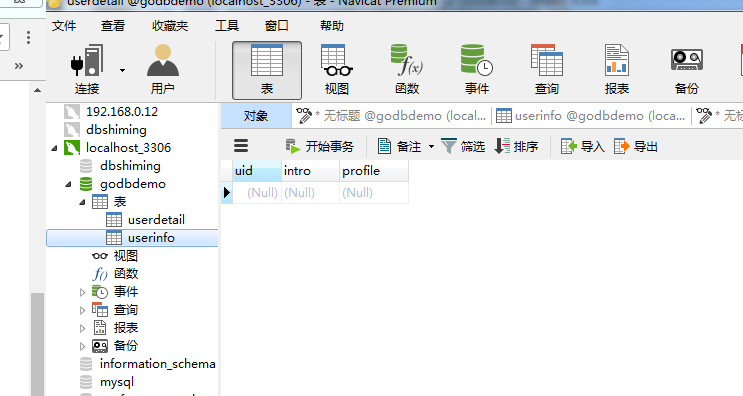 userdetail @godbdemo (localhost_3306) - 表 - Navicat Premium
文件 查看 收藏夹 工具 窗口 帮助
连接 用户 表 视图 函数 事件 查询 报表 备份
192.168.0.12
dbshiming
localhost_3306
dbshiming
godbdemo
表
userdetail
userinfo
视图
函数
事件
查询
报表
备份
information_schema
mysql
对象 * 无标题 @godbdemo (local... userinfo @godbdemo (loca... * 无标题
开始事务 备注 筛选 排序 导入 导出
uid intro profile
(Null) (Null) (Null)